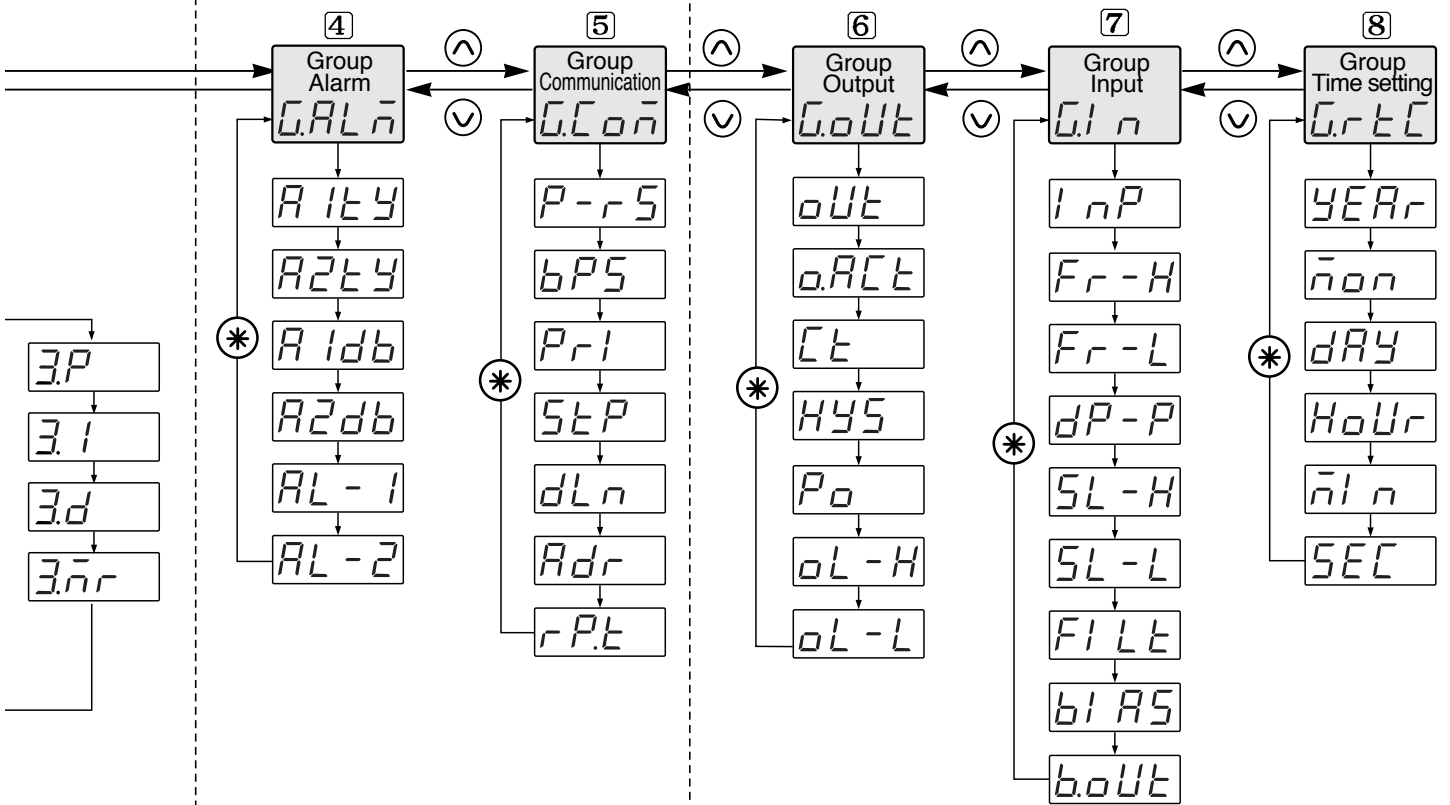 3.P
3.I
3.d
3.m̄r
4
Group
Alarm
G.ALm̄
A1tY
A2tY
A1db
A2db
AL-1
AL-2
5
Group
Communication
G.Com̄
P-rS
bPS
PrI
StP
dLn
Adr
rP.t
6
Group
Output
G.oUt
oUt
o.ACt
Ct
HYS
Po
oL-H
oL-L
7
Group
Input
G.In
InP
Fr-H
Fr-L
dP-P
SL-H
SL-L
FILt
bIAS
b.oUt
8
Group
Time setting
G.rtC
YEAr
m̄on
dAY
HoUr
m̄In
SEC